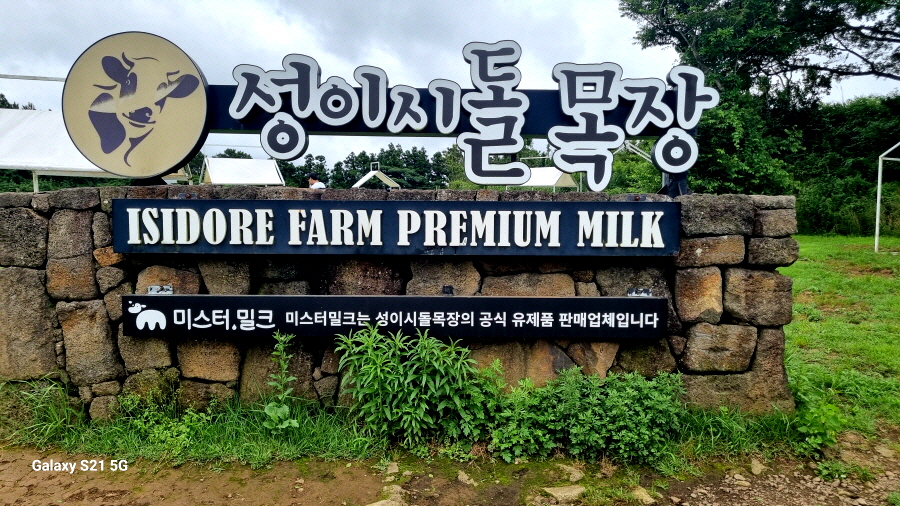 성이시돌 목장
ISIDORE FARM PREMIUM MILK
미스터.밀크 미스터밀크는 성이시돌목장의 공식 유제품 판매업체입니다
Galaxy S21 5G